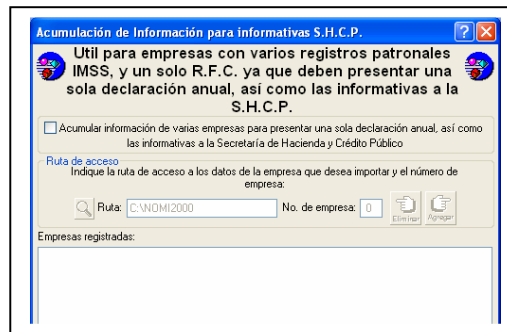 Acumulación de Información para informativas S.H.C.P.
Util para empresas con varios registros patronales
IMSS, y un solo R.F.C. ya que deben presentar una
sola declaración anual, así como las informativas a la
S.H.C.P.
Acumular información de varias empresas para presentar una sola declaración anual, así como
las informativas a la Secretaría de Hacienda y Crédito Público
Ruta de acceso
Indique la ruta de acceso a los datos de la empresa que desea importar y el número de
empresa:
Ruta: C:\NOMI2000 No. de empresa: 0 Eliminar Agregar
Empresas registradas: